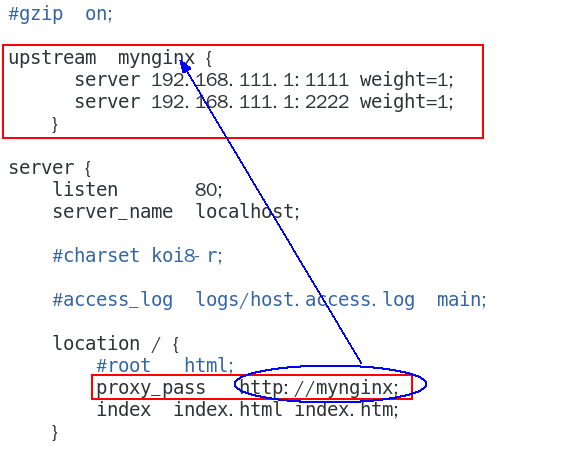 #gzip  on;
upstream  mynginx {
server 192.168.111.1:1111 weight=1;
server 192.168.111.1:2222 weight=1;
}
server {
listen       80;
server_name  localhost;
#charset koi8-r;
#access_log  logs/host.access.log  main;
location / {
#root   html;
proxy_pass   http://mynginx;
index  index.html index.htm;
}